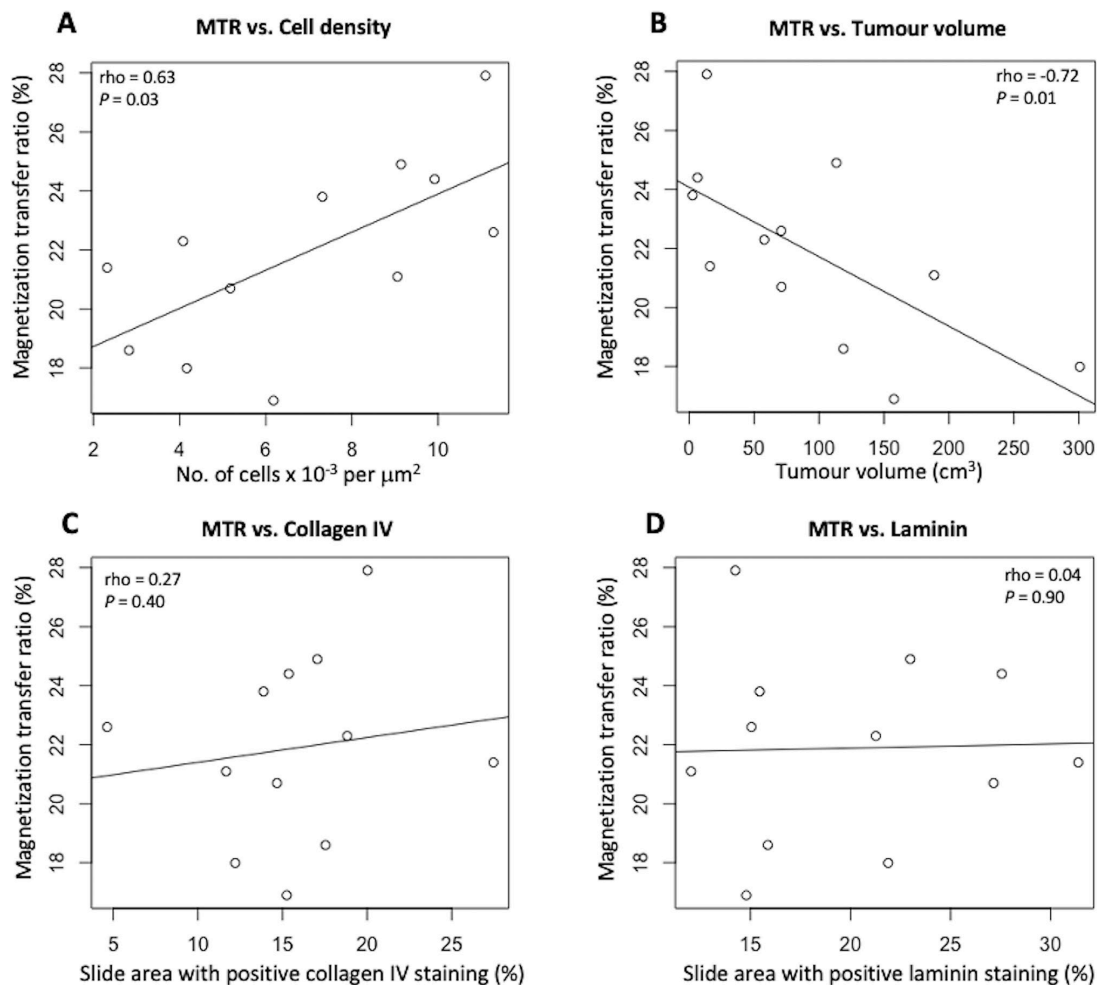 A
MTR vs. Cell density
rho = 0.63
P = 0.03
Magnetization transfer ratio (%)
28
26
24
22
20
18
2 4 6 8 10
No. of cells x 10⁻³ per μm²
B
MTR vs. Tumour volume
rho = -0.72
P = 0.01
Magnetization transfer ratio (%)
28
26
24
22
20
18
0 50 100 150 200 250 300
Tumour volume (cm³)
C
MTR vs. Collagen IV
rho = 0.27
P = 0.40
Magnetization transfer ratio (%)
28
26
24
22
20
18
5 10 15 20 25
Slide area with positive collagen IV staining (%)
D
MTR vs. Laminin
rho = 0.04
P = 0.90
Magnetization transfer ratio (%)
28
26
24
22
20
18
15 20 25 30
Slide area with positive laminin staining (%)